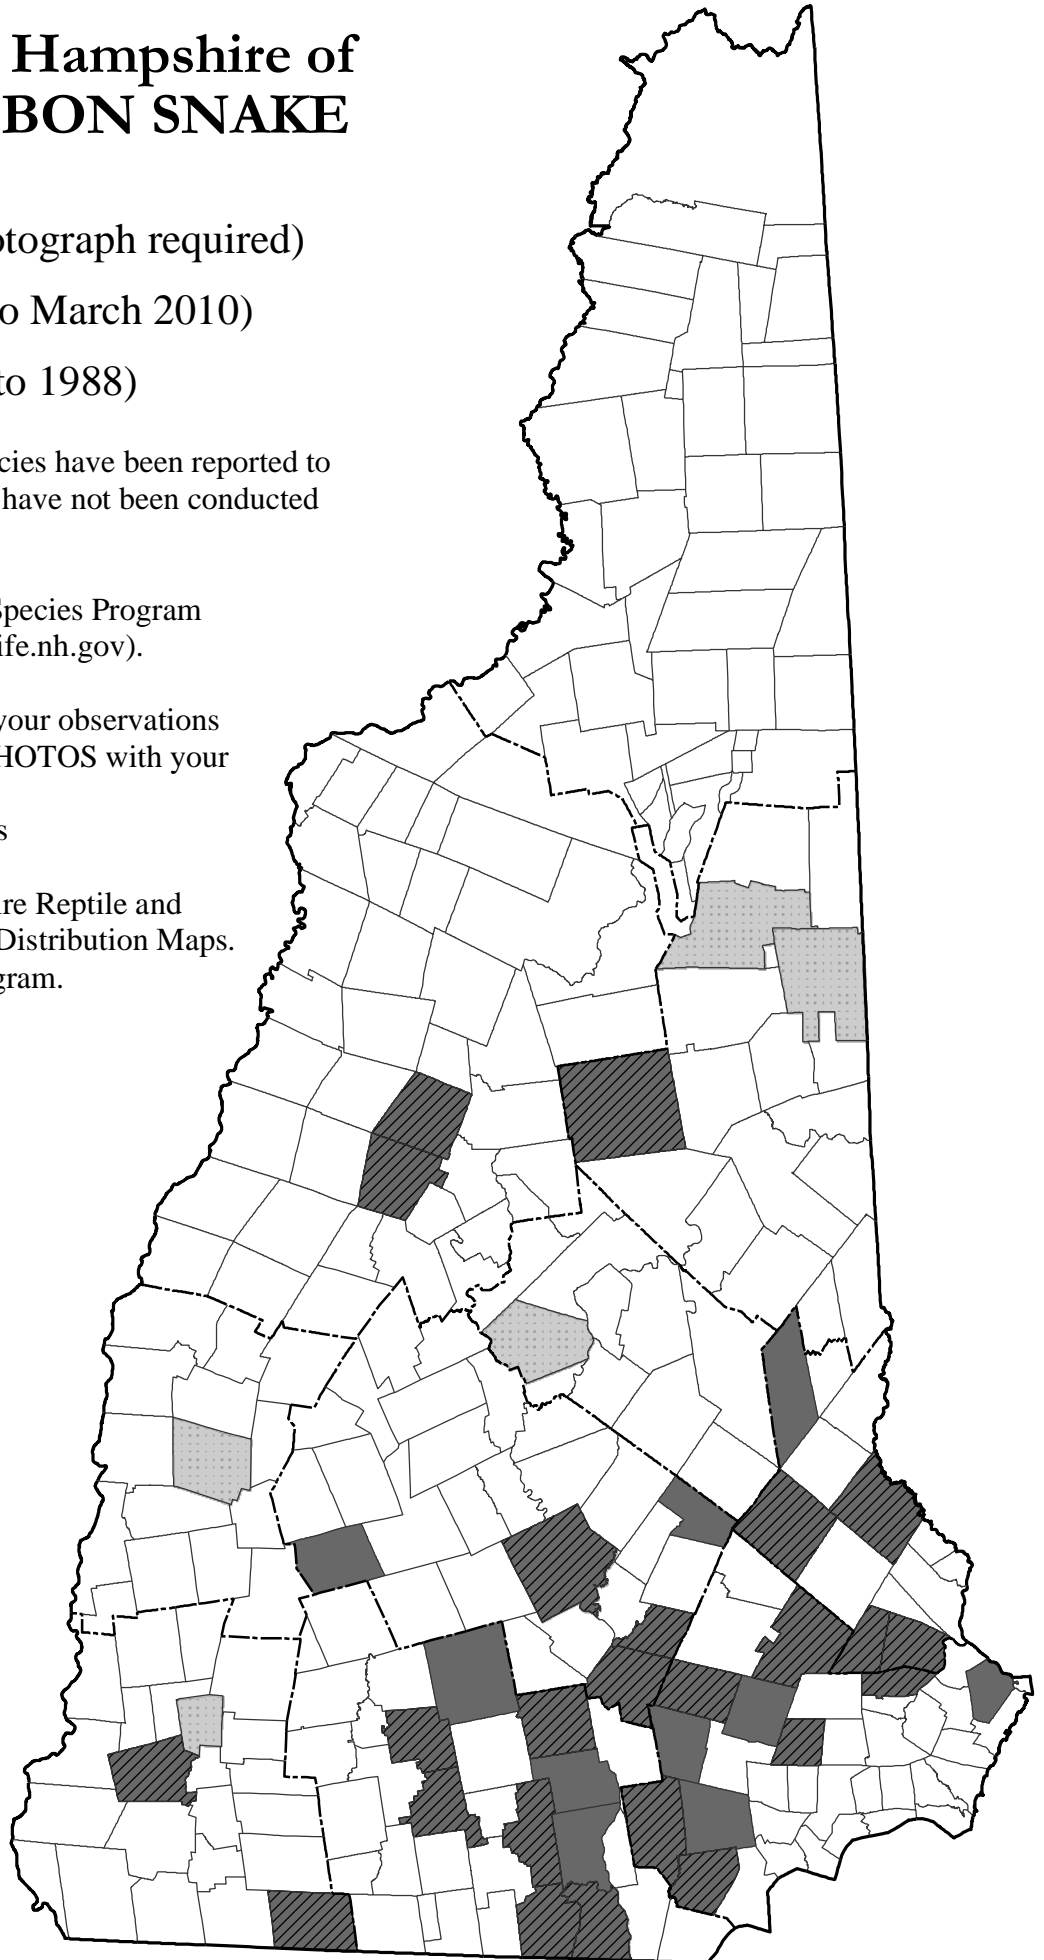 Hampshire of
BON SNAKE
otograph required)
o March 2010)
to 1988)
cies have been reported to
have not been conducted
Species Program
ife.nh.gov).
your observations
HOTOS with your
s
ire Reptile and
Distribution Maps.
gram.